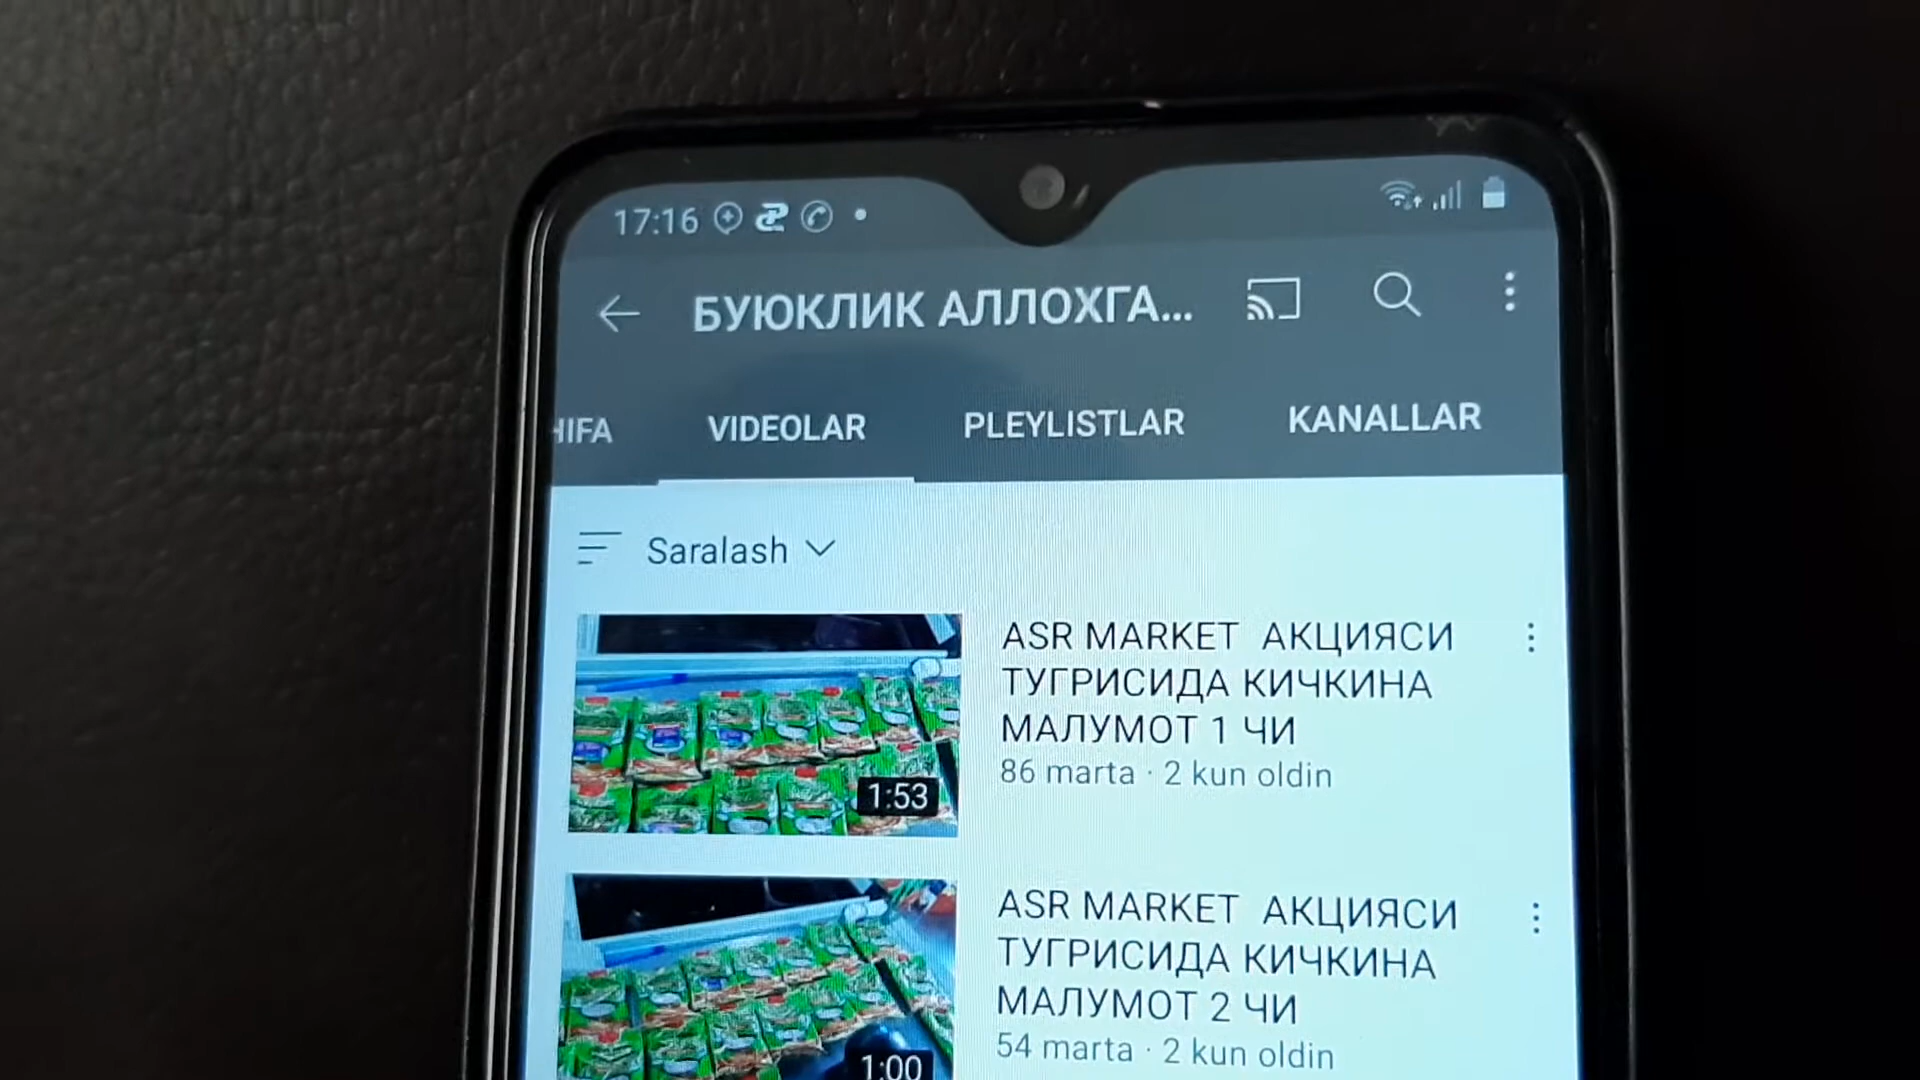 17:16
БУЮКЛИК АЛЛОХГА...
HIFA VIDEOLAR PLEYLISTLAR KANALLAR
Saralash
ASR MARKET АКЦИЯСИ
ТУГРИСИДА КИЧКИНА
МАЛУМОТ 1 ЧИ
86 marta · 2 kun oldin
1:53
ASR MARKET АКЦИЯСИ
ТУГРИСИДА КИЧКИНА
МАЛУМОТ 2 ЧИ
54 marta · 2 kun oldin
1:00